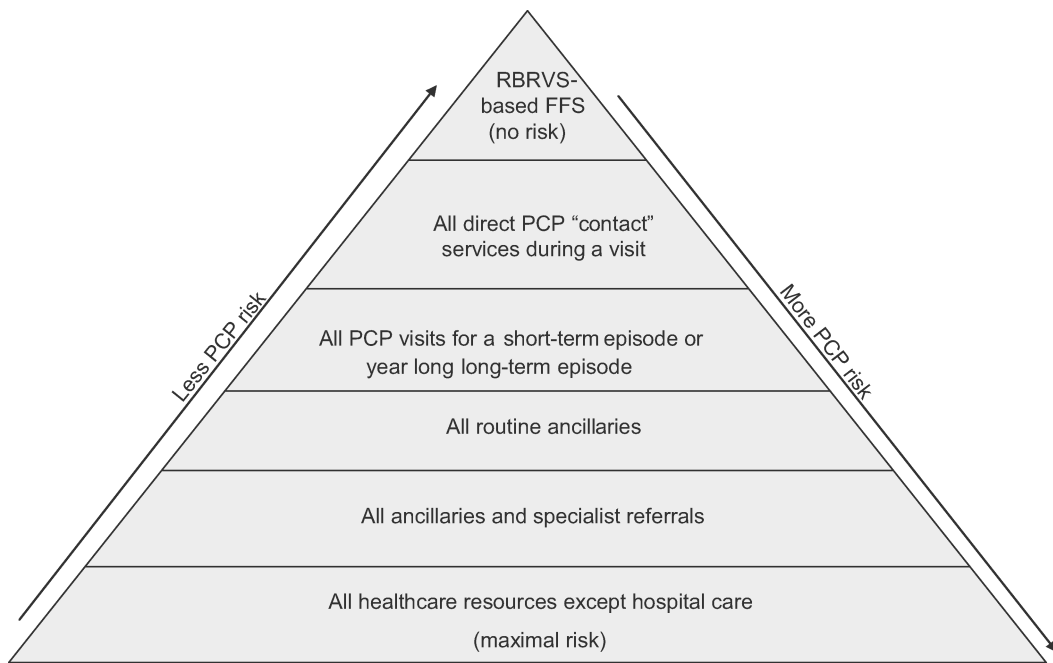 RBRVS-
based FFS
(no risk)
All direct PCP “contact”
services during a visit
Less PCP risk
More PCP risk
All PCP visits for a short-term episode or
year long long-term episode
All routine ancillaries
All ancillaries and specialist referrals
All healthcare resources except hospital care
(maximal risk)